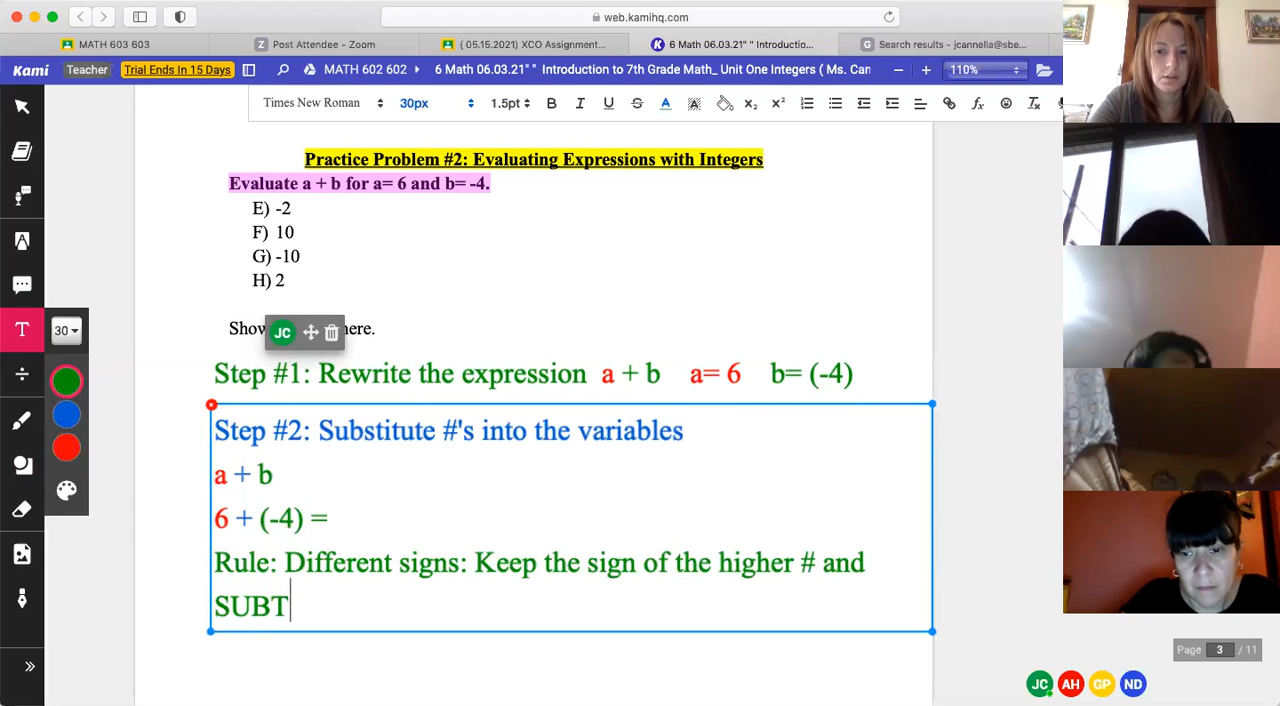 web.kamihq.com
MATH 603 603
Post Attendee - Zoom
( 05.15.2021) XCO Assignment...
6 Math 06.03.21" " Introductio...
Search results - jcannella@sbe...
Kami
Teacher
Trial Ends In 15 Days
MATH 602 602
6 Math 06.03.21"" Introduction to 7th Grade Math_ Unit One Integers ( Ms. Can
110%
Times New Roman
30px
1.5pt
Practice Problem #2: Evaluating Expressions with Integers
Evaluate a + b for a= 6 and b= -4.
E) -2
F) 10
G) -10
H) 2
Show
JC
here.
30
Step #1: Rewrite the expression a + b a= 6 b= (-4)
Step #2: Substitute #'s into the variables
a + b
6 + (-4) =
Rule: Different signs: Keep the sign of the higher # and
SUBT
Page 3 / 11
JC AH GP ND